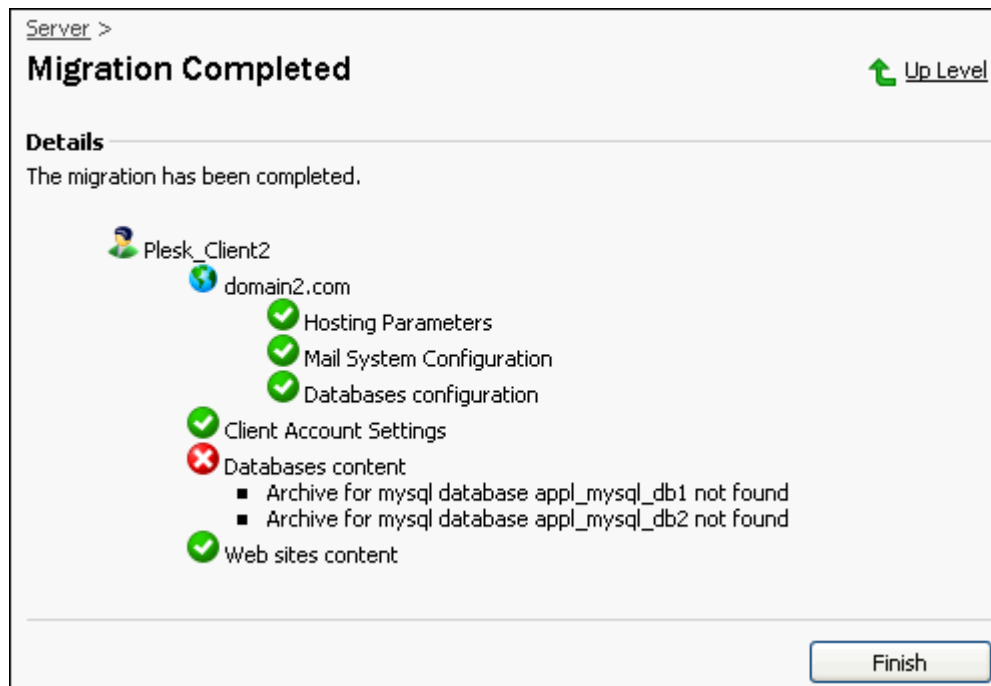 Server >
Migration Completed
Up Level
Details
The migration has been completed.
Plesk_Client2
domain2.com
Hosting Parameters
Mail System Configuration
Databases configuration
Client Account Settings
Databases content
Archive for mysql database appl_mysql_db1 not found
Archive for mysql database appl_mysql_db2 not found
Web sites content
Finish